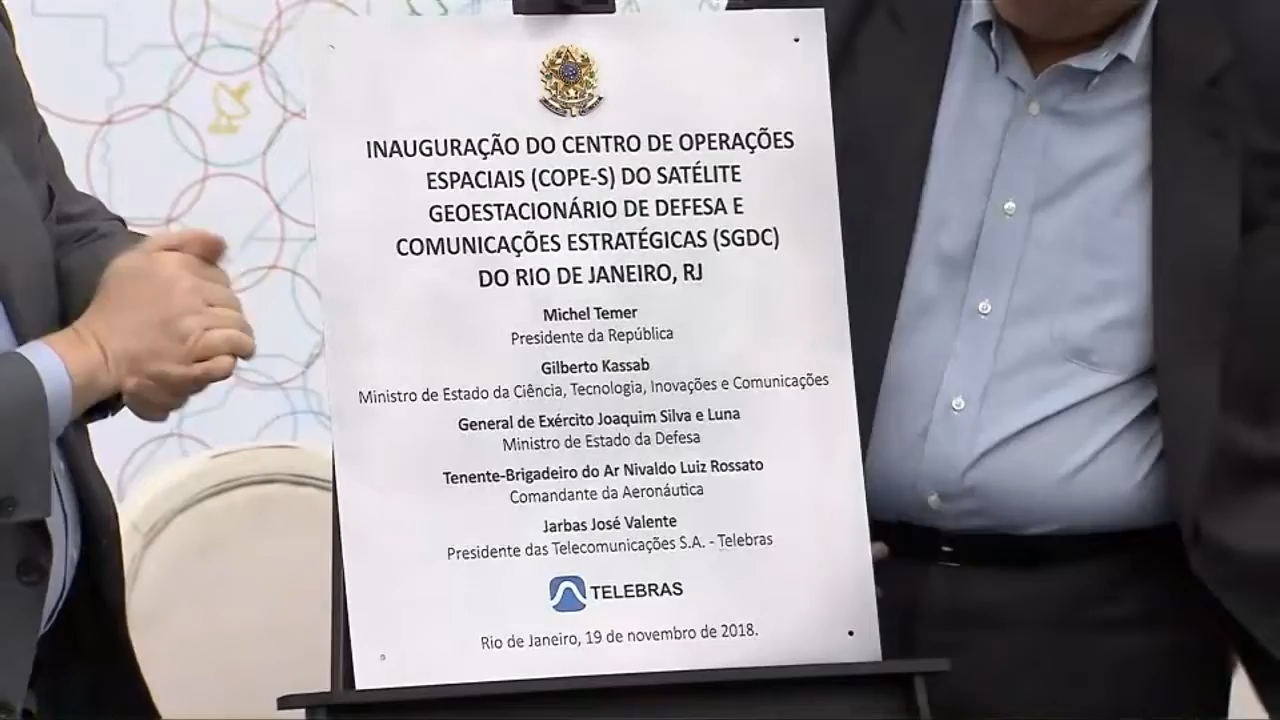 INAUGURAÇÃO DO CENTRO DE OPERAÇÕES
ESPACIAIS (COPE-S) DO SATÉLITE
GEOESTACIONÁRIO DE DEFESA E
COMUNICAÇÕES ESTRATÉGICAS (SGDC)
DO RIO DE JANEIRO, RJ
Michel Temer
Presidente da República
Gilberto Kassab
Ministro de Estado da Ciência, Tecnologia, Inovações e Comunicações
General de Exército Joaquim Silva e Luna
Ministro de Estado da Defesa
Tenente-Brigadeiro do Ar Nivaldo Luiz Rossato
Comandante da Aeronáutica
Jarbas José Valente
Presidente das Telecomunicações S.A. - Telebras
TELEBRAS
Rio de Janeiro, 19 de novembro de 2018.